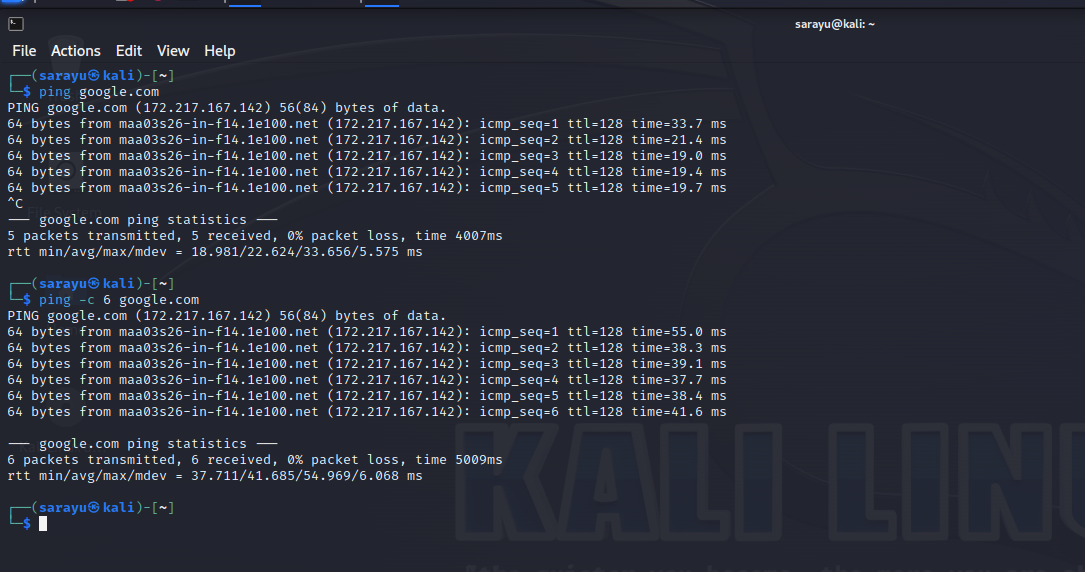 sarayu@kali: ~
File Actions Edit View Help
┌──(sarayu㉿kali)-[~]
└─$ ping google.com
PING google.com (172.217.167.142) 56(84) bytes of data.
64 bytes from maa03s26-in-f14.1e100.net (172.217.167.142): icmp_seq=1 ttl=128 time=33.7 ms
64 bytes from maa03s26-in-f14.1e100.net (172.217.167.142): icmp_seq=2 ttl=128 time=21.4 ms
64 bytes from maa03s26-in-f14.1e100.net (172.217.167.142): icmp_seq=3 ttl=128 time=19.0 ms
64 bytes from maa03s26-in-f14.1e100.net (172.217.167.142): icmp_seq=4 ttl=128 time=19.4 ms
64 bytes from maa03s26-in-f14.1e100.net (172.217.167.142): icmp_seq=5 ttl=128 time=19.7 ms
^C
--- google.com ping statistics ---
5 packets transmitted, 5 received, 0% packet loss, time 4007ms
rtt min/avg/max/mdev = 18.981/22.624/33.656/5.575 ms
┌──(sarayu㉿kali)-[~]
└─$ ping -c 6 google.com
PING google.com (172.217.167.142) 56(84) bytes of data.
64 bytes from maa03s26-in-f14.1e100.net (172.217.167.142): icmp_seq=1 ttl=128 time=55.0 ms
64 bytes from maa03s26-in-f14.1e100.net (172.217.167.142): icmp_seq=2 ttl=128 time=38.3 ms
64 bytes from maa03s26-in-f14.1e100.net (172.217.167.142): icmp_seq=3 ttl=128 time=39.1 ms
64 bytes from maa03s26-in-f14.1e100.net (172.217.167.142): icmp_seq=4 ttl=128 time=37.7 ms
64 bytes from maa03s26-in-f14.1e100.net (172.217.167.142): icmp_seq=5 ttl=128 time=38.4 ms
64 bytes from maa03s26-in-f14.1e100.net (172.217.167.142): icmp_seq=6 ttl=128 time=41.6 ms
--- google.com ping statistics ---
6 packets transmitted, 6 received, 0% packet loss, time 5009ms
rtt min/avg/max/mdev = 37.711/41.685/54.969/6.068 ms
┌──(sarayu㉿kali)-[~]
└─$
KALI LINU